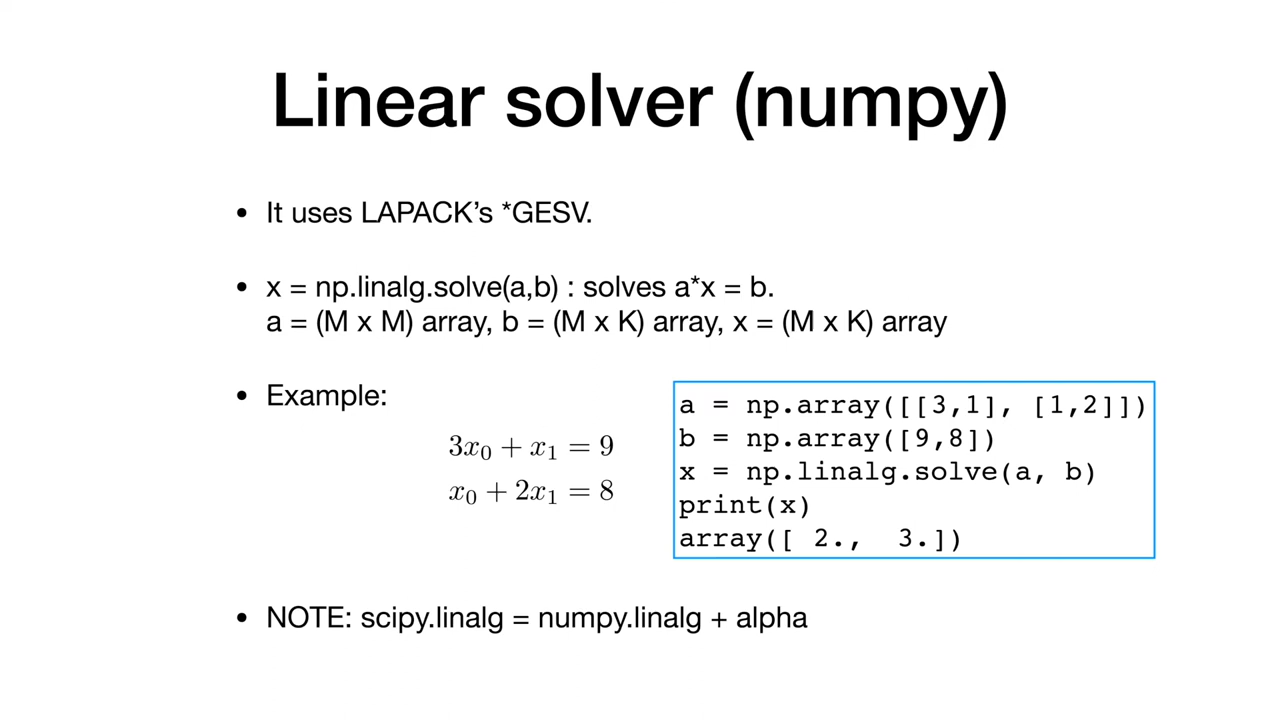 Linear solver (numpy)
• It uses LAPACK’s *GESV.
• x = np.linalg.solve(a,b) : solves a*x = b.
a = (M x M) array, b = (M x K) array, x = (M x K) array
• Example:
3x₀ + x₁ = 9
x₀ + 2x₁ = 8
a = np.array([[3,1], [1,2]])
b = np.array([9,8])
x = np.linalg.solve(a, b)
print(x)
array([ 2.,  3.])
• NOTE: scipy.linalg = numpy.linalg + alpha